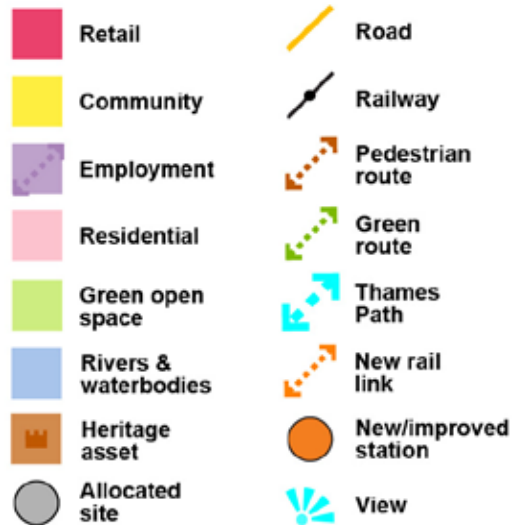 Retail
Community
Employment
Residential
Green open
space
Rivers &
waterbodies
Heritage
asset
Allocated
site
Road
Railway
Pedestrian
route
Green
route
Thames
Path
New rail
link
New/improved
station
View